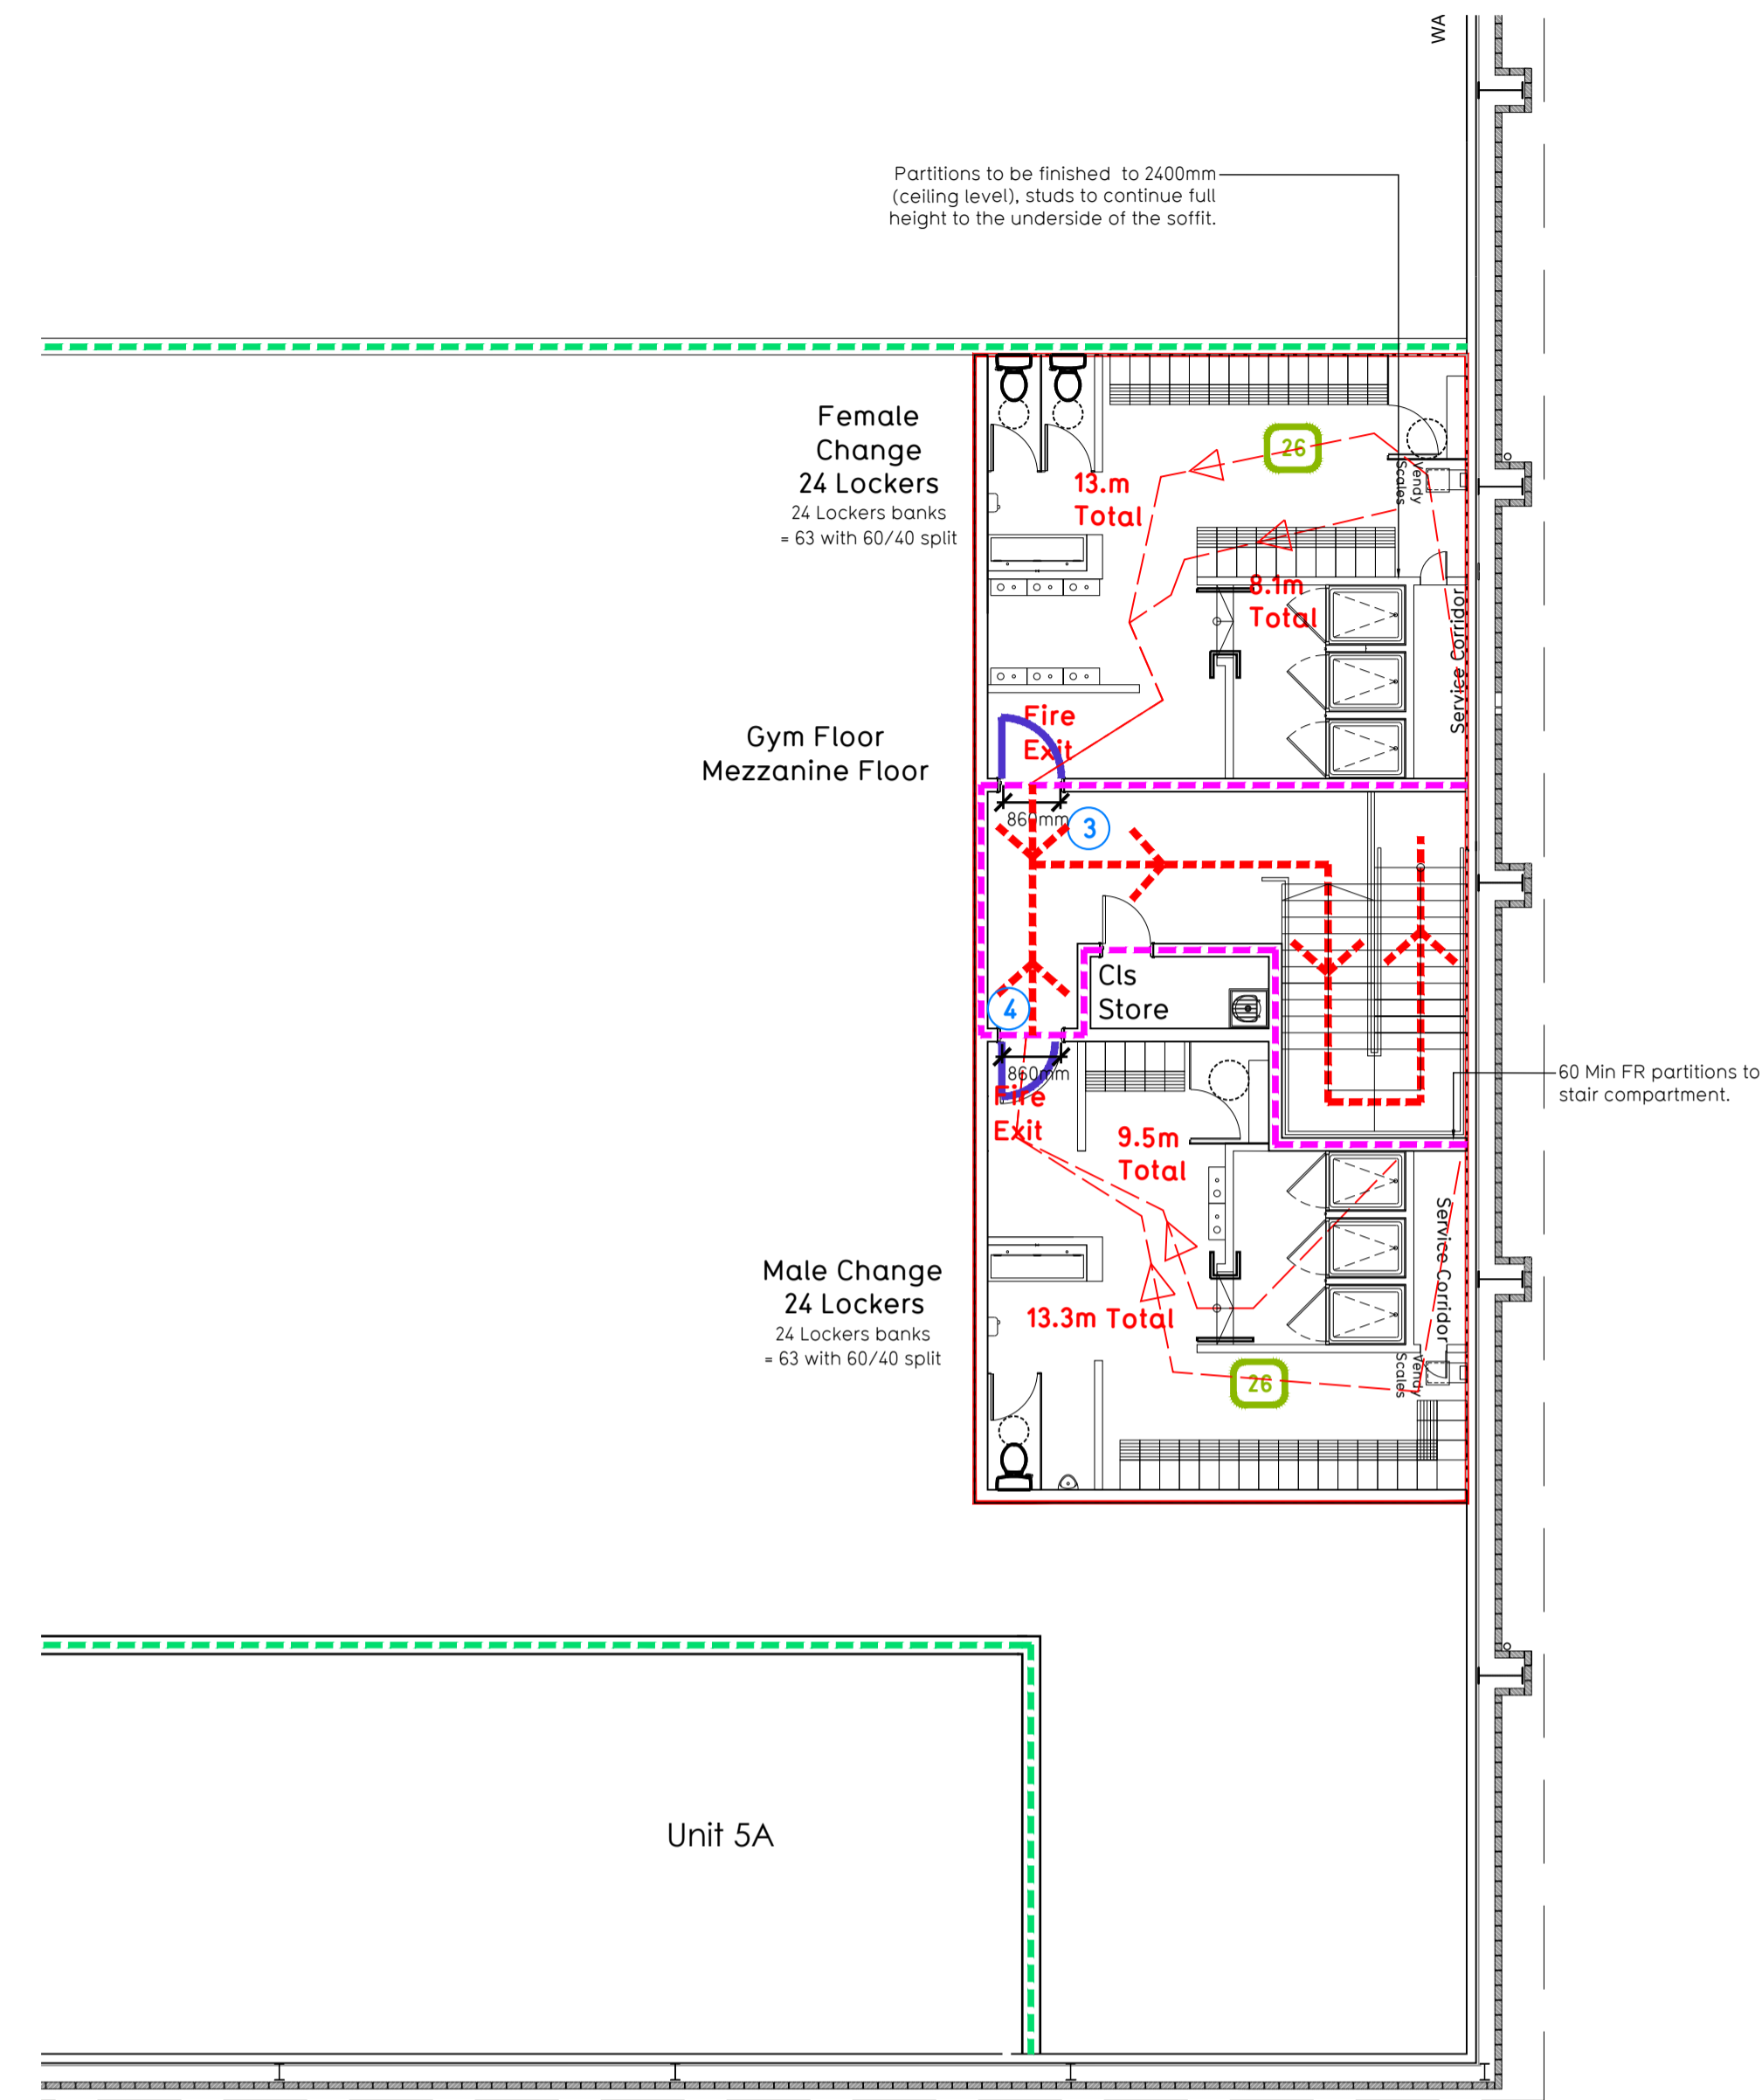 WA
Partitions to be finished to 2400mm
(ceiling level), studs to continue full
height to the underside of the soffit.
Female
Change
24 Lockers
24 Lockers banks
= 63 with 60/40 split
26
13.m
Total
Vendy
Scales
8.1m
Total
Service Corridor
Gym Floor
Mezzanine Floor
Fire
Exit
860mm
3
Cls
Store
4
860mm
Fire
Exit
60 Min FR partitions to
stair compartment.
9.5m
Total
Service Corridor
Male Change
24 Lockers
24 Lockers banks
= 63 with 60/40 split
13.3m Total
Vendy
Scales
26
Unit 5A